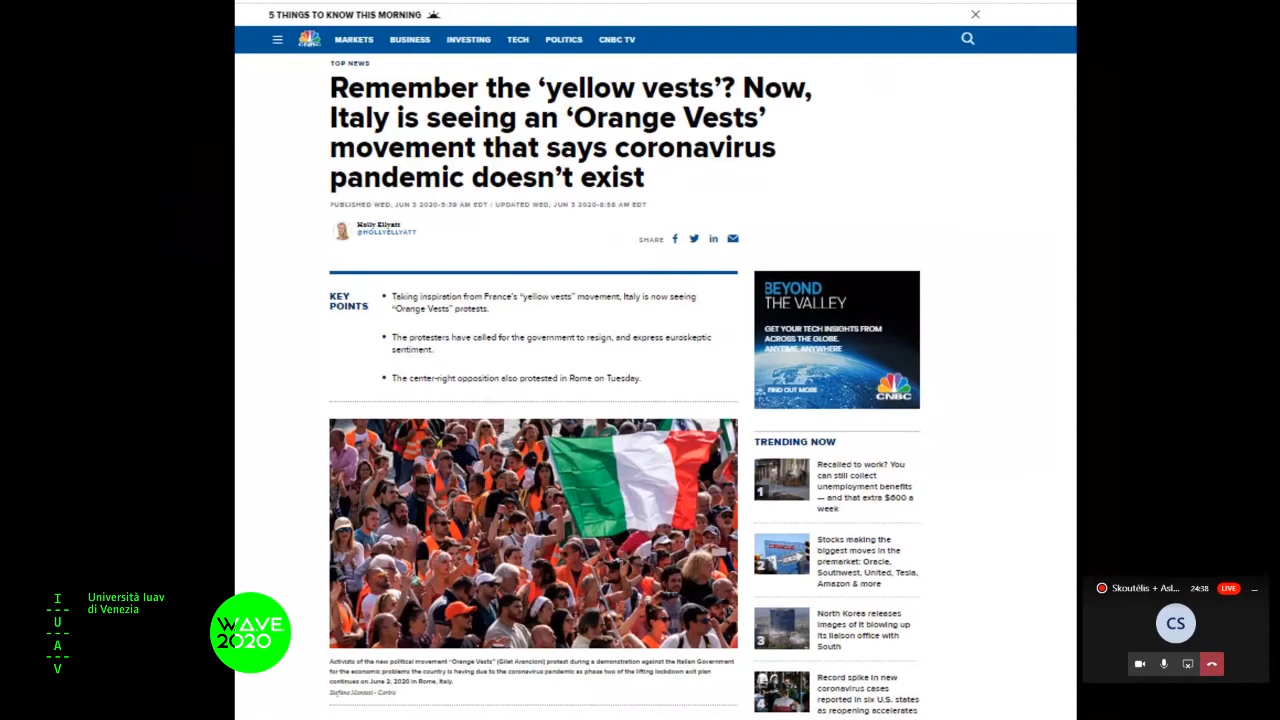 5 THINGS TO KNOW THIS MORNING
CNBC
MARKETS
BUSINESS
INVESTING
TECH
POLITICS
CNBC TV
TOP NEWS
Remember the ‘yellow vests’? Now,
Italy is seeing an ‘Orange Vests’
movement that says coronavirus
pandemic doesn’t exist
PUBLISHED WED, JUN 3 2020-5:39 AM EDT | UPDATED WED, JUN 3 2020-8:58 AM EDT
Holly Ellyatt
@HOLLYELLYATT
SHARE
KEY
POINTS
Taking inspiration from France’s “yellow vests” movement, Italy is now seeing
“Orange Vests” protests.
The protesters have called for the government to resign, and express euroskeptic
sentiment.
The center-right opposition also protested in Rome on Tuesday.
Activists of the new political movement “Orange Vests” (Gilet Arancioni) protest during a demonstration against the Italian Government
for the economic problems the country is having due to the coronavirus pandemic as phase two of the lifting lockdown exit plan
continues on June 2, 2020 in Rome, Italy.
BEYOND
THE VALLEY
GET YOUR TECH INSIGHTS FROM
ACROSS THE GLOBE.
ANYTIME, ANYWHERE
FIND OUT MORE
CNBC
TRENDING NOW
1
Recalled to work? You
can still collect
unemployment benefits
— and that extra $600 a
week
ORACLE
2
Stocks making the
biggest moves in the
premarket: Oracle,
Southwest, United, Tesla,
Amazon & more
3
North Korea releases
images of it blowing up
its liaison office with
South
4
Record spike in new
coronavirus cases
reported in six U.S. states
as reopening accelerates
I
U
A
V
Università Iuav
di Venezia
WAVE
2020
Skoutèlis + Asl...
24:38
LIVE
CS